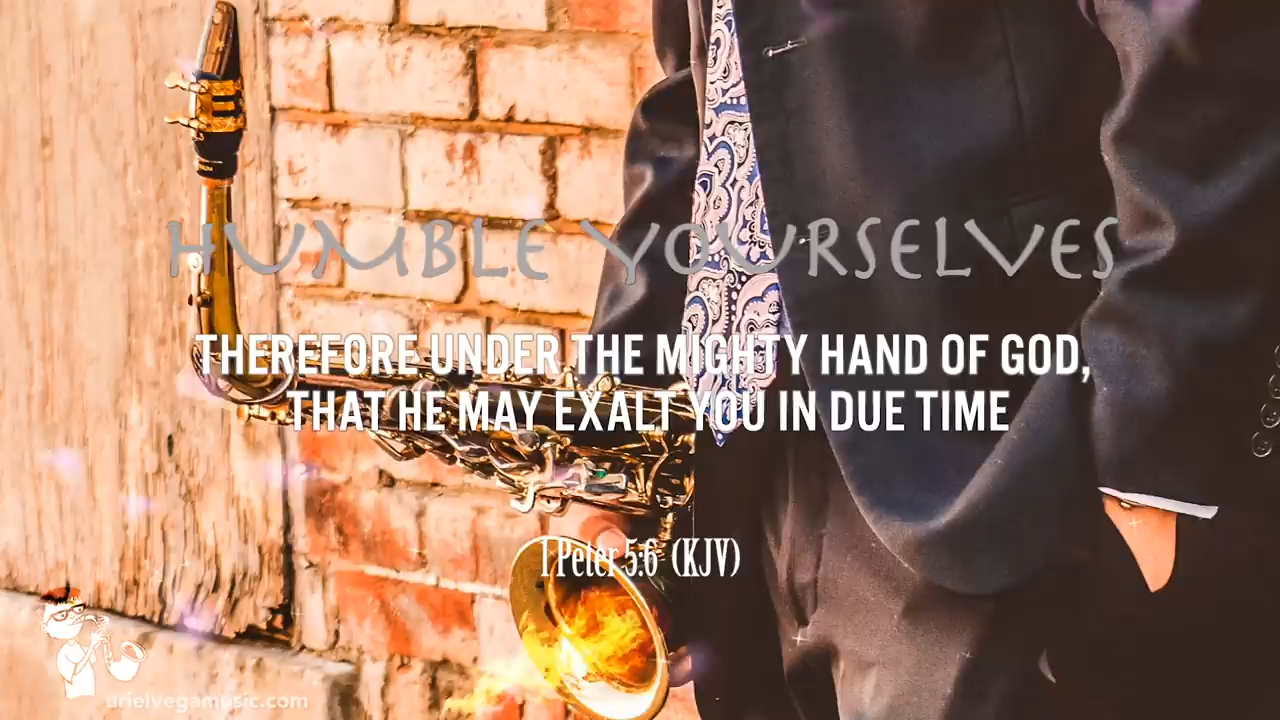 HUMBLE YOURSELVES
THEREFORE UNDER THE MIGHTY HAND OF GOD,
THAT HE MAY EXALT YOU IN DUE TIME
1 Peter 5:6 (KJV)
urielvegamusic.com